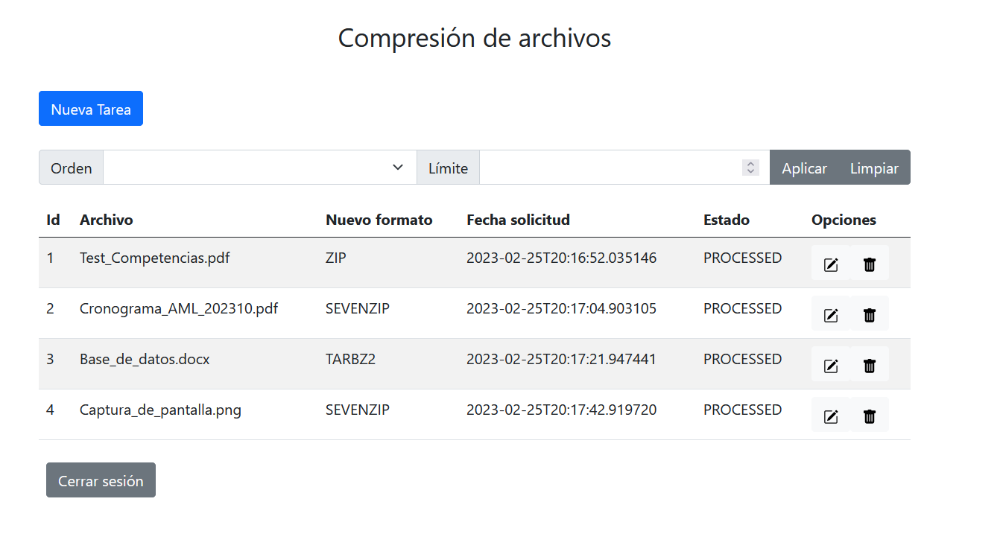 Compresión de archivos
Nueva Tarea
Orden Límite Aplicar Limpiar
Id Archivo Nuevo formato Fecha solicitud Estado Opciones
1 Test_Competencias.pdf ZIP 2023-02-25T20:16:52.035146 PROCESSED
2 Cronograma_AML_202310.pdf SEVENZIP 2023-02-25T20:17:04.903105 PROCESSED
3 Base_de_datos.docx TARBZ2 2023-02-25T20:17:21.947441 PROCESSED
4 Captura_de_pantalla.png SEVENZIP 2023-02-25T20:17:42.919720 PROCESSED
Cerrar sesión